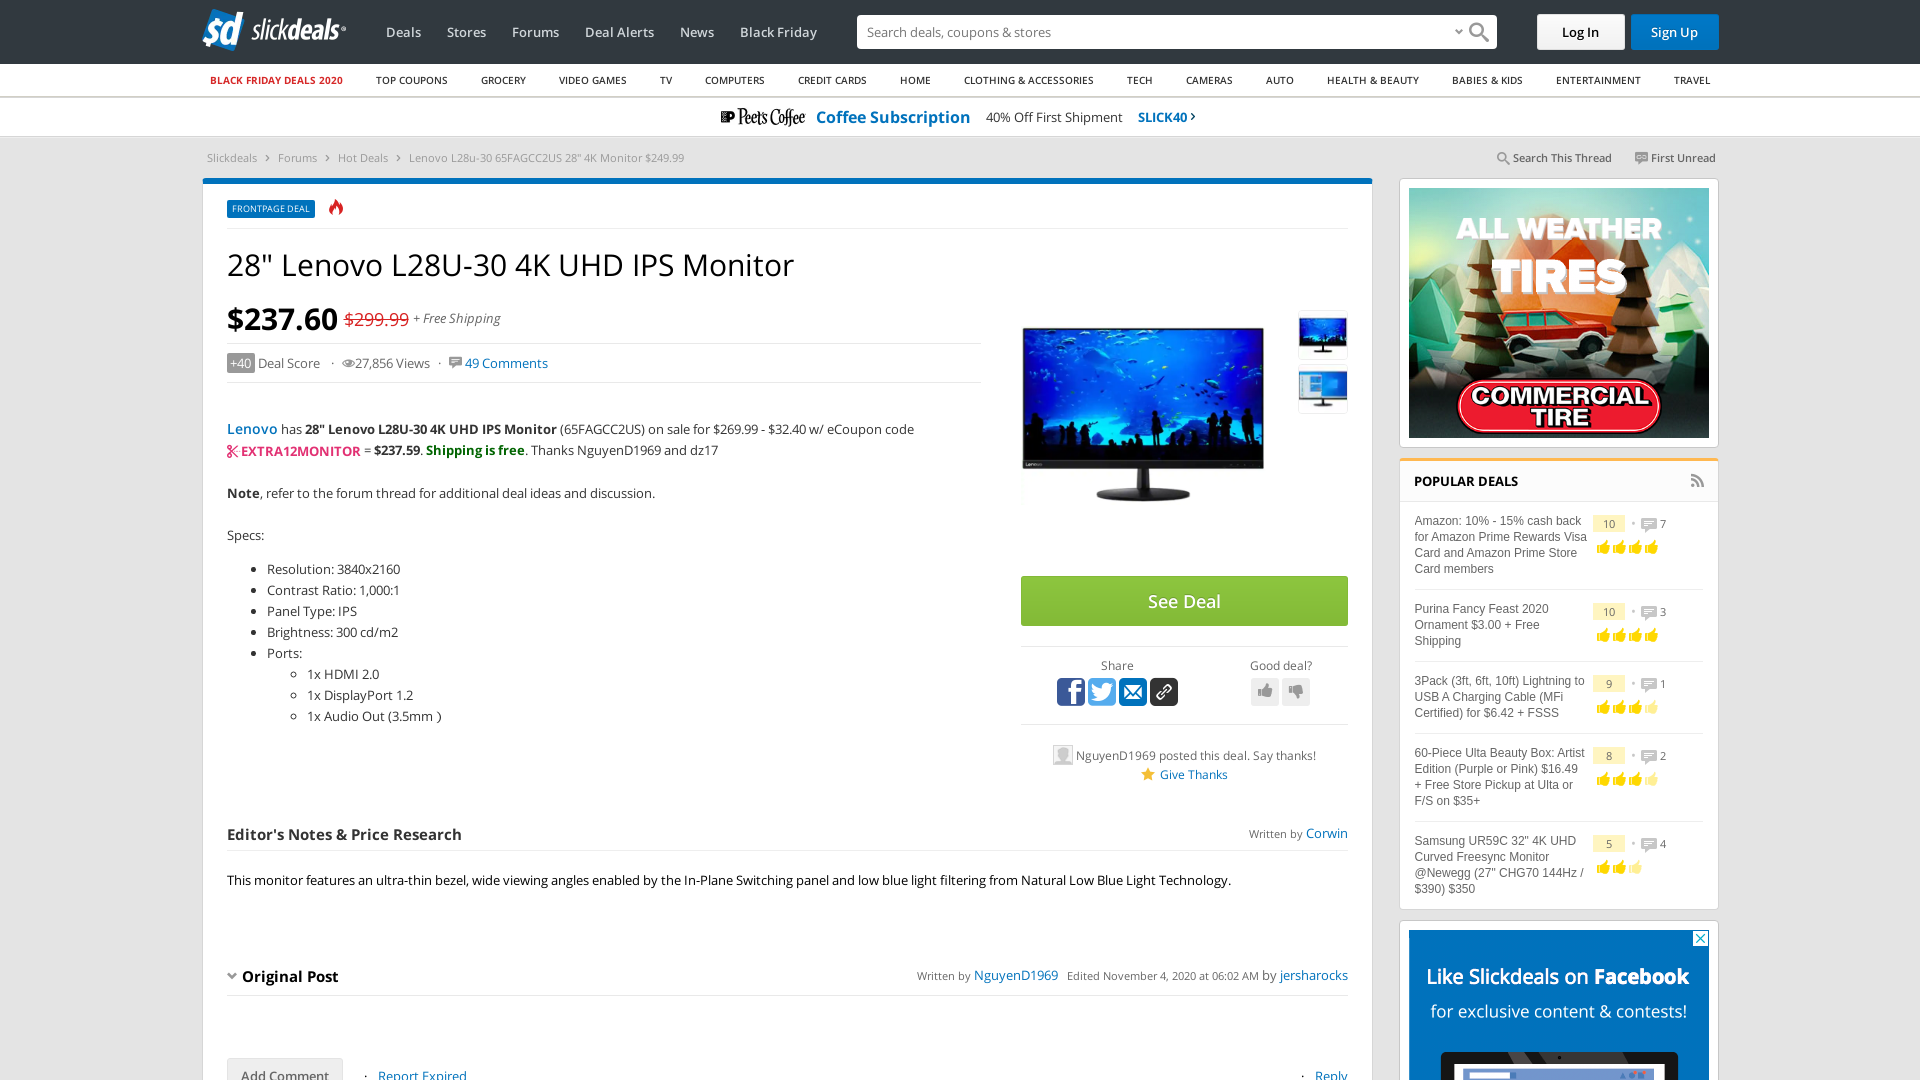 sd slickdeals
Deals Stores Forums Deal Alerts News Black Friday
Search deals, coupons & stores
Log In Sign Up
BLACK FRIDAY DEALS 2020 TOP COUPONS GROCERY VIDEO GAMES TV COMPUTERS CREDIT CARDS HOME CLOTHING & ACCESSORIES TECH CAMERAS AUTO HEALTH & BEAUTY BABIES & KIDS ENTERTAINMENT TRAVEL
Peet's Coffee Coffee Subscription 40% Off First Shipment SLICK40
Slickdeals > Forums > Hot Deals > Lenovo L28u-30 65FAGCC2US 28" 4K Monitor $249.99
Search This Thread First Unread
FRONTPAGE DEAL
28" Lenovo L28U-30 4K UHD IPS Monitor
$237.60 $299.99 + Free Shipping
+40 Deal Score · 27,856 Views · 49 Comments
Lenovo has 28" Lenovo L28U-30 4K UHD IPS Monitor (65FAGCC2US) on sale for $269.99 - $32.40 w/ eCoupon code
EXTRA12MONITOR = $237.59. Shipping is free. Thanks NguyenD1969 and dz17
Note, refer to the forum thread for additional deal ideas and discussion.
Specs:
• Resolution: 3840x2160
• Contrast Ratio: 1,000:1
• Panel Type: IPS
• Brightness: 300 cd/m2
• Ports:
◦ 1x HDMI 2.0
◦ 1x DisplayPort 1.2
◦ 1x Audio Out (3.5mm )
Lenovo
See Deal
Share
Good deal?
NguyenD1969 posted this deal. Say thanks!
Give Thanks
Editor's Notes & Price Research
Written by Corwin
This monitor features an ultra-thin bezel, wide viewing angles enabled by the In-Plane Switching panel and low blue light filtering from Natural Low Blue Light Technology.
Original Post
Written by NguyenD1969 Edited November 4, 2020 at 06:02 AM by jersharocks
Add Comment · Report Expired
· Reply
ALL WEATHER
TIRES
COMMERCIAL
TIRE
POPULAR DEALS
Amazon: 10% - 15% cash back
for Amazon Prime Rewards Visa
Card and Amazon Prime Store
Card members
10 • 7
Purina Fancy Feast 2020
Ornament $3.00 + Free
Shipping
10 • 3
3Pack (3ft, 6ft, 10ft) Lightning to
USB A Charging Cable (MFi
Certified) for $6.42 + FSSS
9 • 1
60-Piece Ulta Beauty Box: Artist
Edition (Purple or Pink) $16.49
+ Free Store Pickup at Ulta or
F/S on $35+
8 • 2
Samsung UR59C 32" 4K UHD
Curved Freesync Monitor
@Newegg (27" CHG70 144Hz /
$390) $350
5 • 4
Like Slickdeals on Facebook
for exclusive content & contests!